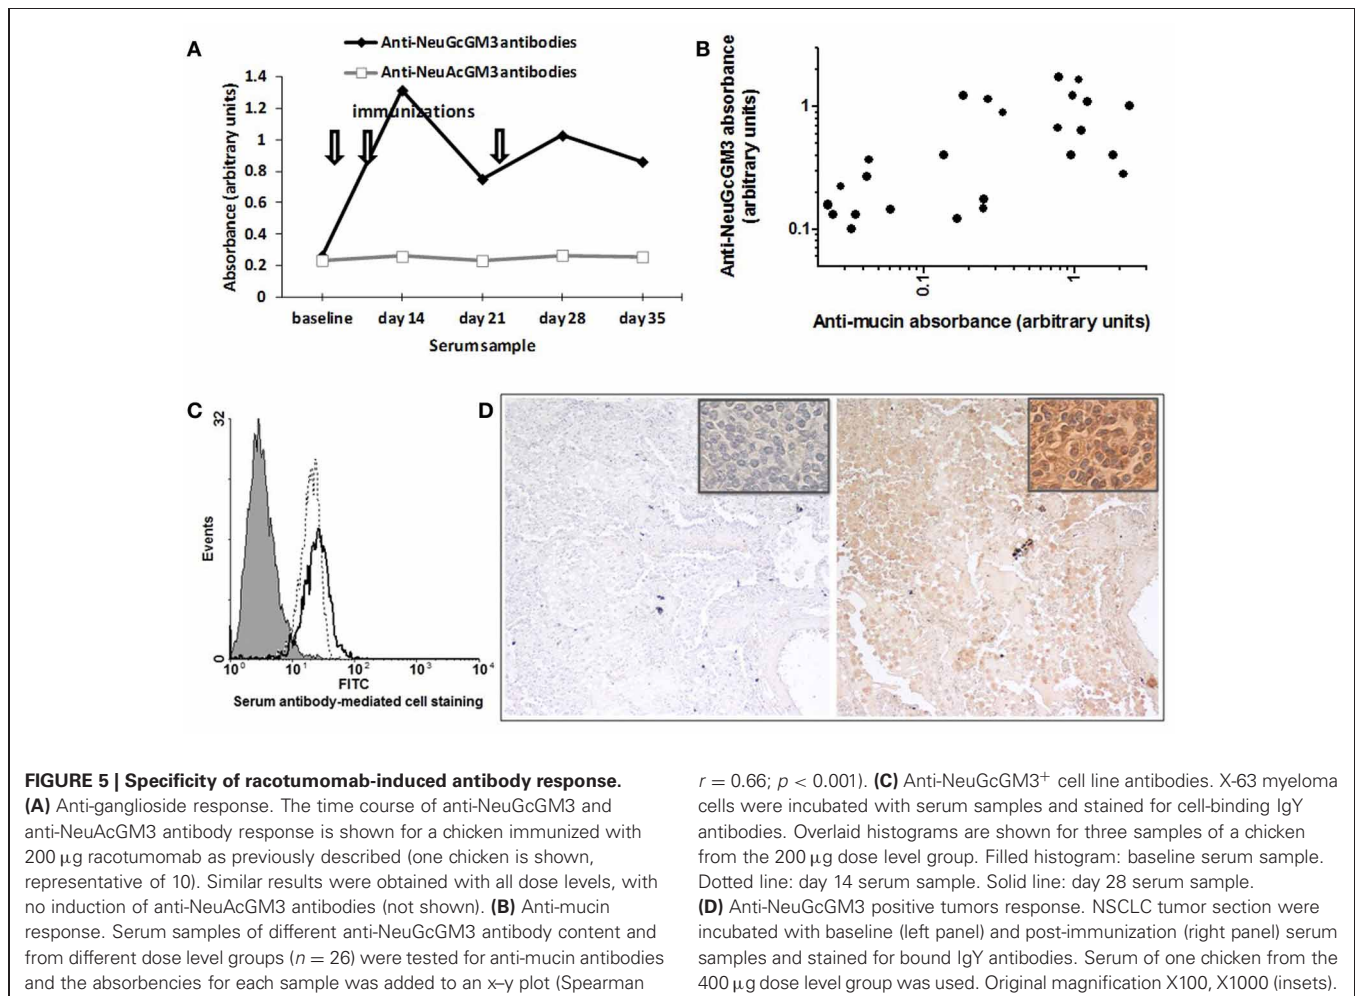 A
Anti-NeuGcGM3 antibodies
Anti-NeuAcGM3 antibodies
immunizations
Absorbance (arbitrary units)
1.4
1.2
1
0.8
0.6
0.4
0.2
0
baseline
day 14
day 21
day 28
day 35
Serum sample
B
Anti-NeuGcGM3 absorbance
(arbitrary units)
1
0.1
0.1
1
Anti-mucin absorbance (arbitrary units)
C
32
Events
0
10^0
10^1
10^2
10^3
10^4
FITC
Serum antibody-mediated cell staining
D
FIGURE 5 | Specificity of racotumomab-induced antibody response.
(A) Anti-ganglioside response. The time course of anti-NeuGcGM3 and
anti-NeuAcGM3 antibody response is shown for a chicken immunized with
200 μg racotumomab as previously described (one chicken is shown,
representative of 10). Similar results were obtained with all dose levels, with
no induction of anti-NeuAcGM3 antibodies (not shown). (B) Anti-mucin
response. Serum samples of different anti-NeuGcGM3 antibody content and
from different dose level groups (n = 26) were tested for anti-mucin antibodies
and the absorbencies for each sample was added to an x–y plot (Spearman
r = 0.66; p < 0.001). (C) Anti-NeuGcGM3+ cell line antibodies. X-63 myeloma
cells were incubated with serum samples and stained for cell-binding IgY
antibodies. Overlaid histograms are shown for three samples of a chicken
from the 200 μg dose level group. Filled histogram: baseline serum sample.
Dotted line: day 14 serum sample. Solid line: day 28 serum sample.
(D) Anti-NeuGcGM3 positive tumors response. NSCLC tumor section were
incubated with baseline (left panel) and post-immunization (right panel) serum
samples and stained for bound IgY antibodies. Serum of one chicken from the
400 μg dose level group was used. Original magnification X100, X1000 (insets).